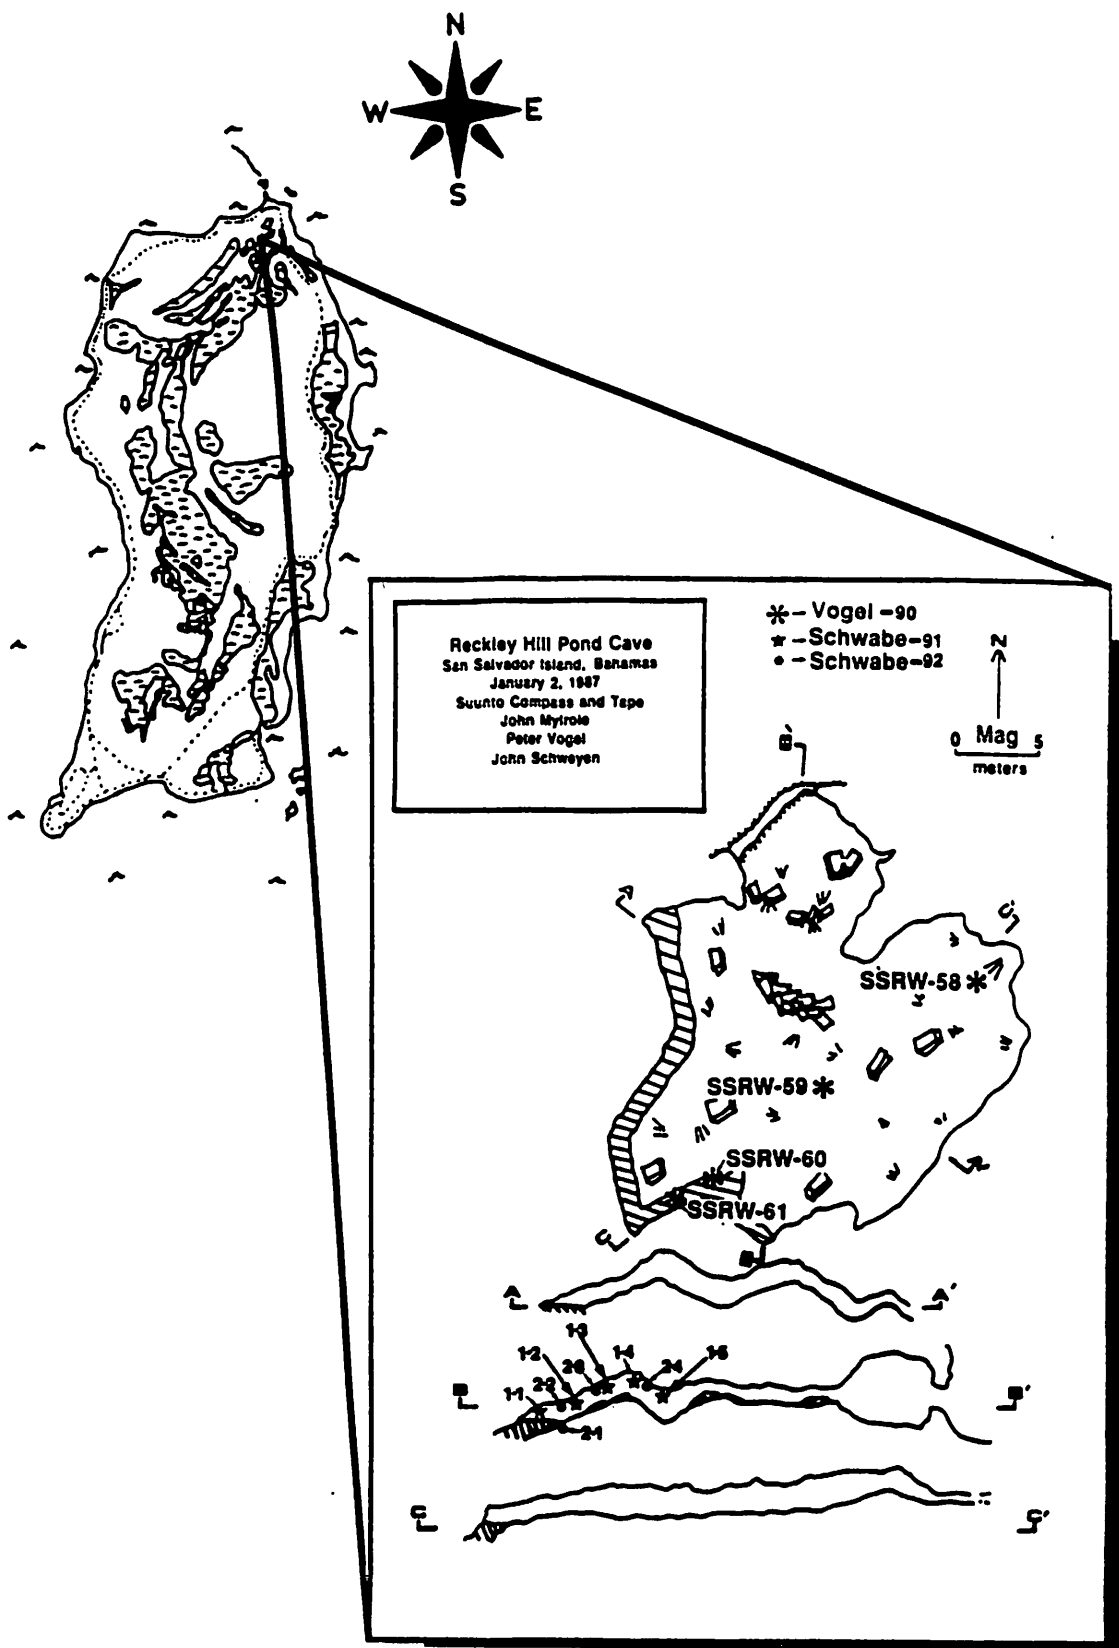 N
W E
S
Reckley Hill Pond Cave
San Salvador Island, Bahamas
January 2, 1987
Suunto Compass and Tape
John Mylroie
Peter Vogel
John Schweyen
- Vogel-90
- Schwabe-91
- Schwabe-92
N
0 Mag 5
meters
B'
A
C'
SSRW-58
SSRW-59
SSRW-60
SSRW-61
C
B
A A'
1-3
1-2 2-3 1-4 2-4 1-5
1-1 2-2
B B'
2-1
C C'